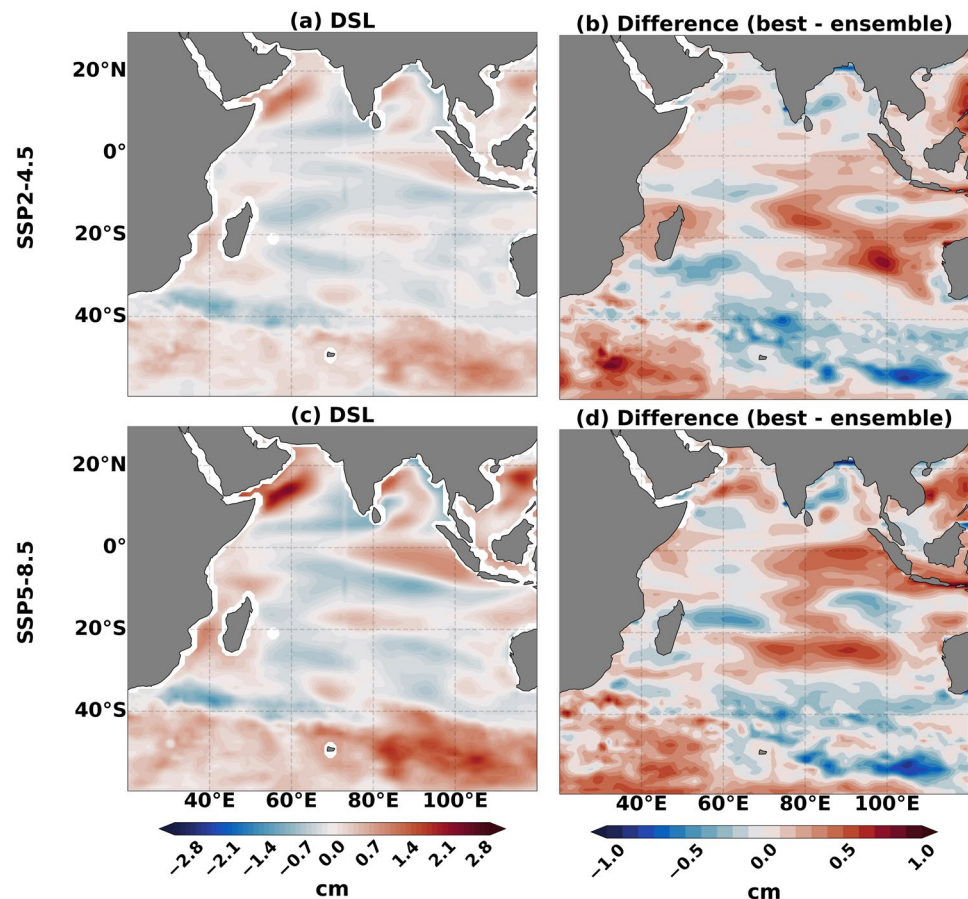 (a) DSL
(b) Difference (best - ensemble)
SSP2-4.5
20°N
0°
20°S
40°S
(c) DSL
(d) Difference (best - ensemble)
SSP5-8.5
20°N
0°
20°S
40°S
40°E 60°E 80°E 100°E
40°E 60°E 80°E 100°E
−2.8 −2.1 −1.4 −0.7 0.0 0.7 1.4 2.1 2.8
cm
−1.0 −0.5 0.0 0.5 1.0
cm